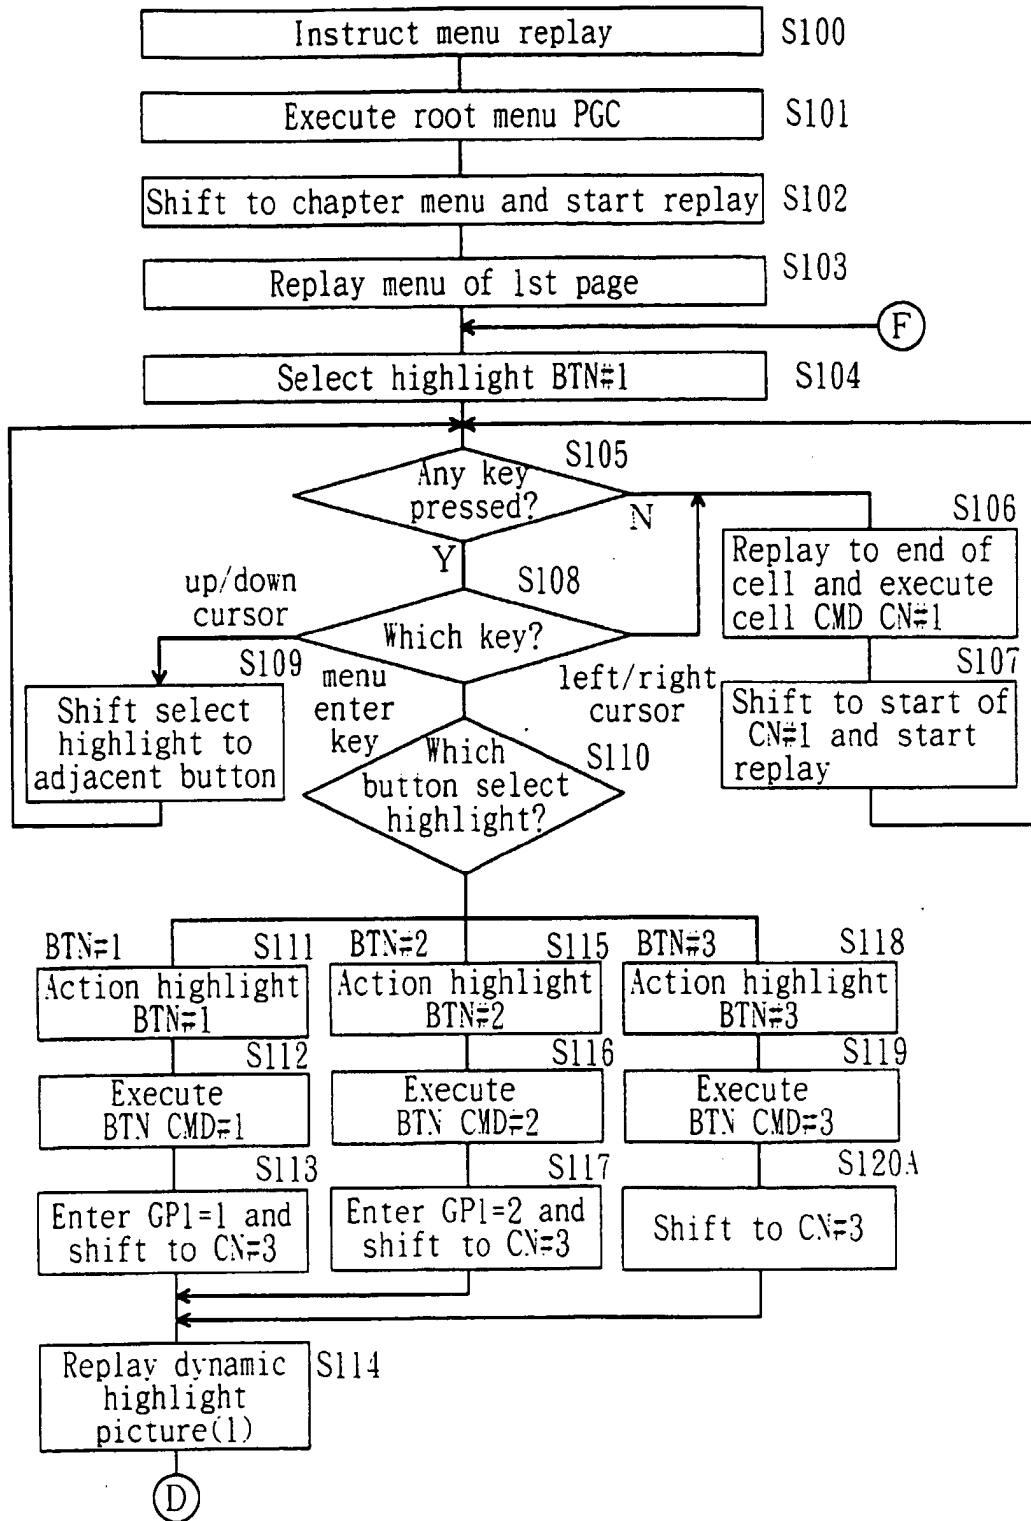 Instruct menu replay
S100
Execute root menu PGC
S101
Shift to chapter menu and start replay
S102
Replay menu of 1st page
S103
F
Select highlight BTN#1
S104
S105
Any key
pressed?
N
Y
S106
Replay to end of
cell and execute
cell CMD CN#1
up/down
cursor
S108
Which key?
S109
S107
menu
enter
key
left/right
cursor
Shift select
highlight to
adjacent button
Shift to start of
CN#1 and start
replay
S110
Which
button select
highlight?
BTN#1
S111
BTN#2
S115
BTN#3
S118
Action highlight
BTN#1
Action highlight
BTN#2
Action highlight
BTN#3
S112
S116
S119
Execute
BTN CMD#1
Execute
BTN CMD#2
Execute
BTN CMD#3
S113
S117
S120A
Enter GP1=1 and
shift to CN#3
Enter GP1=2 and
shift to CN#3
Shift to CN#3
S114
Replay dynamic
highlight
picture(1)
D